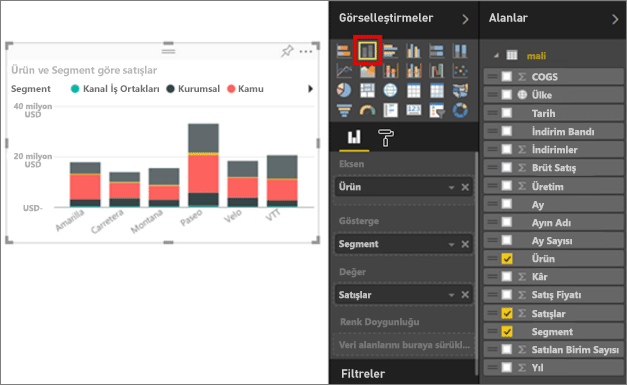 Ürün ve Segment göre satışlar
Segment Kanal İş Ortakları Kurumsal Kamu
40 milyon
USD
20 milyon
USD
USD-
Amarilla Carretera Montana Paseo Velo VTT
Görselleştirmeler
Eksen
Ürün
Gösterge
Segment
Değer
Satışlar
Renk Doygunluğu
Veri alanlarını buraya sürükl...
Filtreler
Alanlar
mali
COGS
Ülke
Tarih
İndirim Bandı
İndirimler
Brüt Satış
Üretim
Ay
Ayın Adı
Ay Sayısı
Ürün
Kâr
Satış Fiyatı
Satışlar
Segment
Satılan Birim Sayısı
Yıl